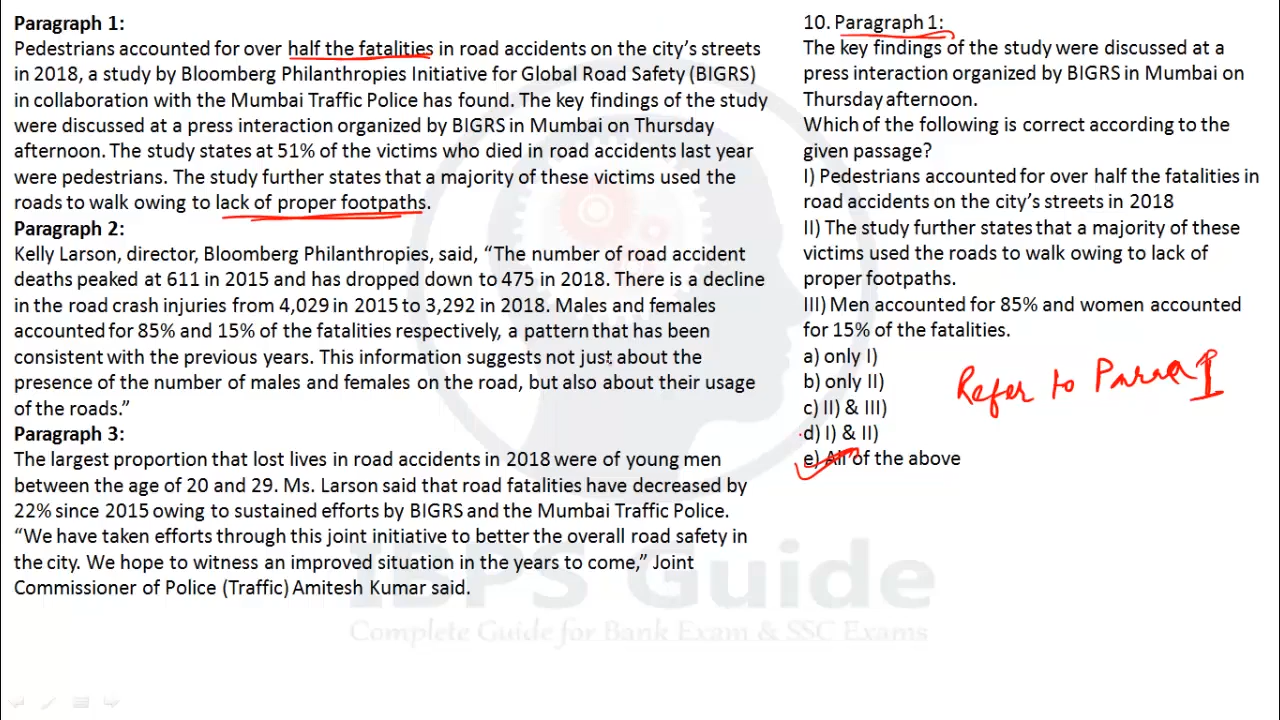 Paragraph 1:
Pedestrians accounted for over half the fatalities in road accidents on the city's streets
in 2018, a study by Bloomberg Philanthropies Initiative for Global Road Safety (BIGRS)
in collaboration with the Mumbai Traffic Police has found. The key findings of the study
were discussed at a press interaction organized by BIGRS in Mumbai on Thursday
afternoon. The study states at 51% of the victims who died in road accidents last year
were pedestrians. The study further states that a majority of these victims used the
roads to walk owing to lack of proper footpaths.
Paragraph 2:
Kelly Larson, director, Bloomberg Philanthropies, said, “The number of road accident
deaths peaked at 611 in 2015 and has dropped down to 475 in 2018. There is a decline
in the road crash injuries from 4,029 in 2015 to 3,292 in 2018. Males and females
accounted for 85% and 15% of the fatalities respectively, a pattern that has been
consistent with the previous years. This information suggests not just about the
presence of the number of males and females on the road, but also about their usage
of the roads.”
Paragraph 3:
The largest proportion that lost lives in road accidents in 2018 were of young men
between the age of 20 and 29. Ms. Larson said that road fatalities have decreased by
22% since 2015 owing to sustained efforts by BIGRS and the Mumbai Traffic Police.
“We have taken efforts through this joint initiative to better the overall road safety in
the city. We hope to witness an improved situation in the years to come,” Joint
Commissioner of Police (Traffic) Amitesh Kumar said.
10. Paragraph 1:
The key findings of the study were discussed at a
press interaction organized by BIGRS in Mumbai on
Thursday afternoon.
Which of the following is correct according to the
given passage?
I) Pedestrians accounted for over half the fatalities in
road accidents on the city's streets in 2018
II) The study further states that a majority of these
victims used the roads to walk owing to lack of
proper footpaths.
III) Men accounted for 85% and women accounted
for 15% of the fatalities.
a) only I)
b) only II)
c) II) & III)
d) I) & II)
e) All of the above
Refer to Para I
IBPS Guide
Complete Guide for Bank Exam & SSC Exams